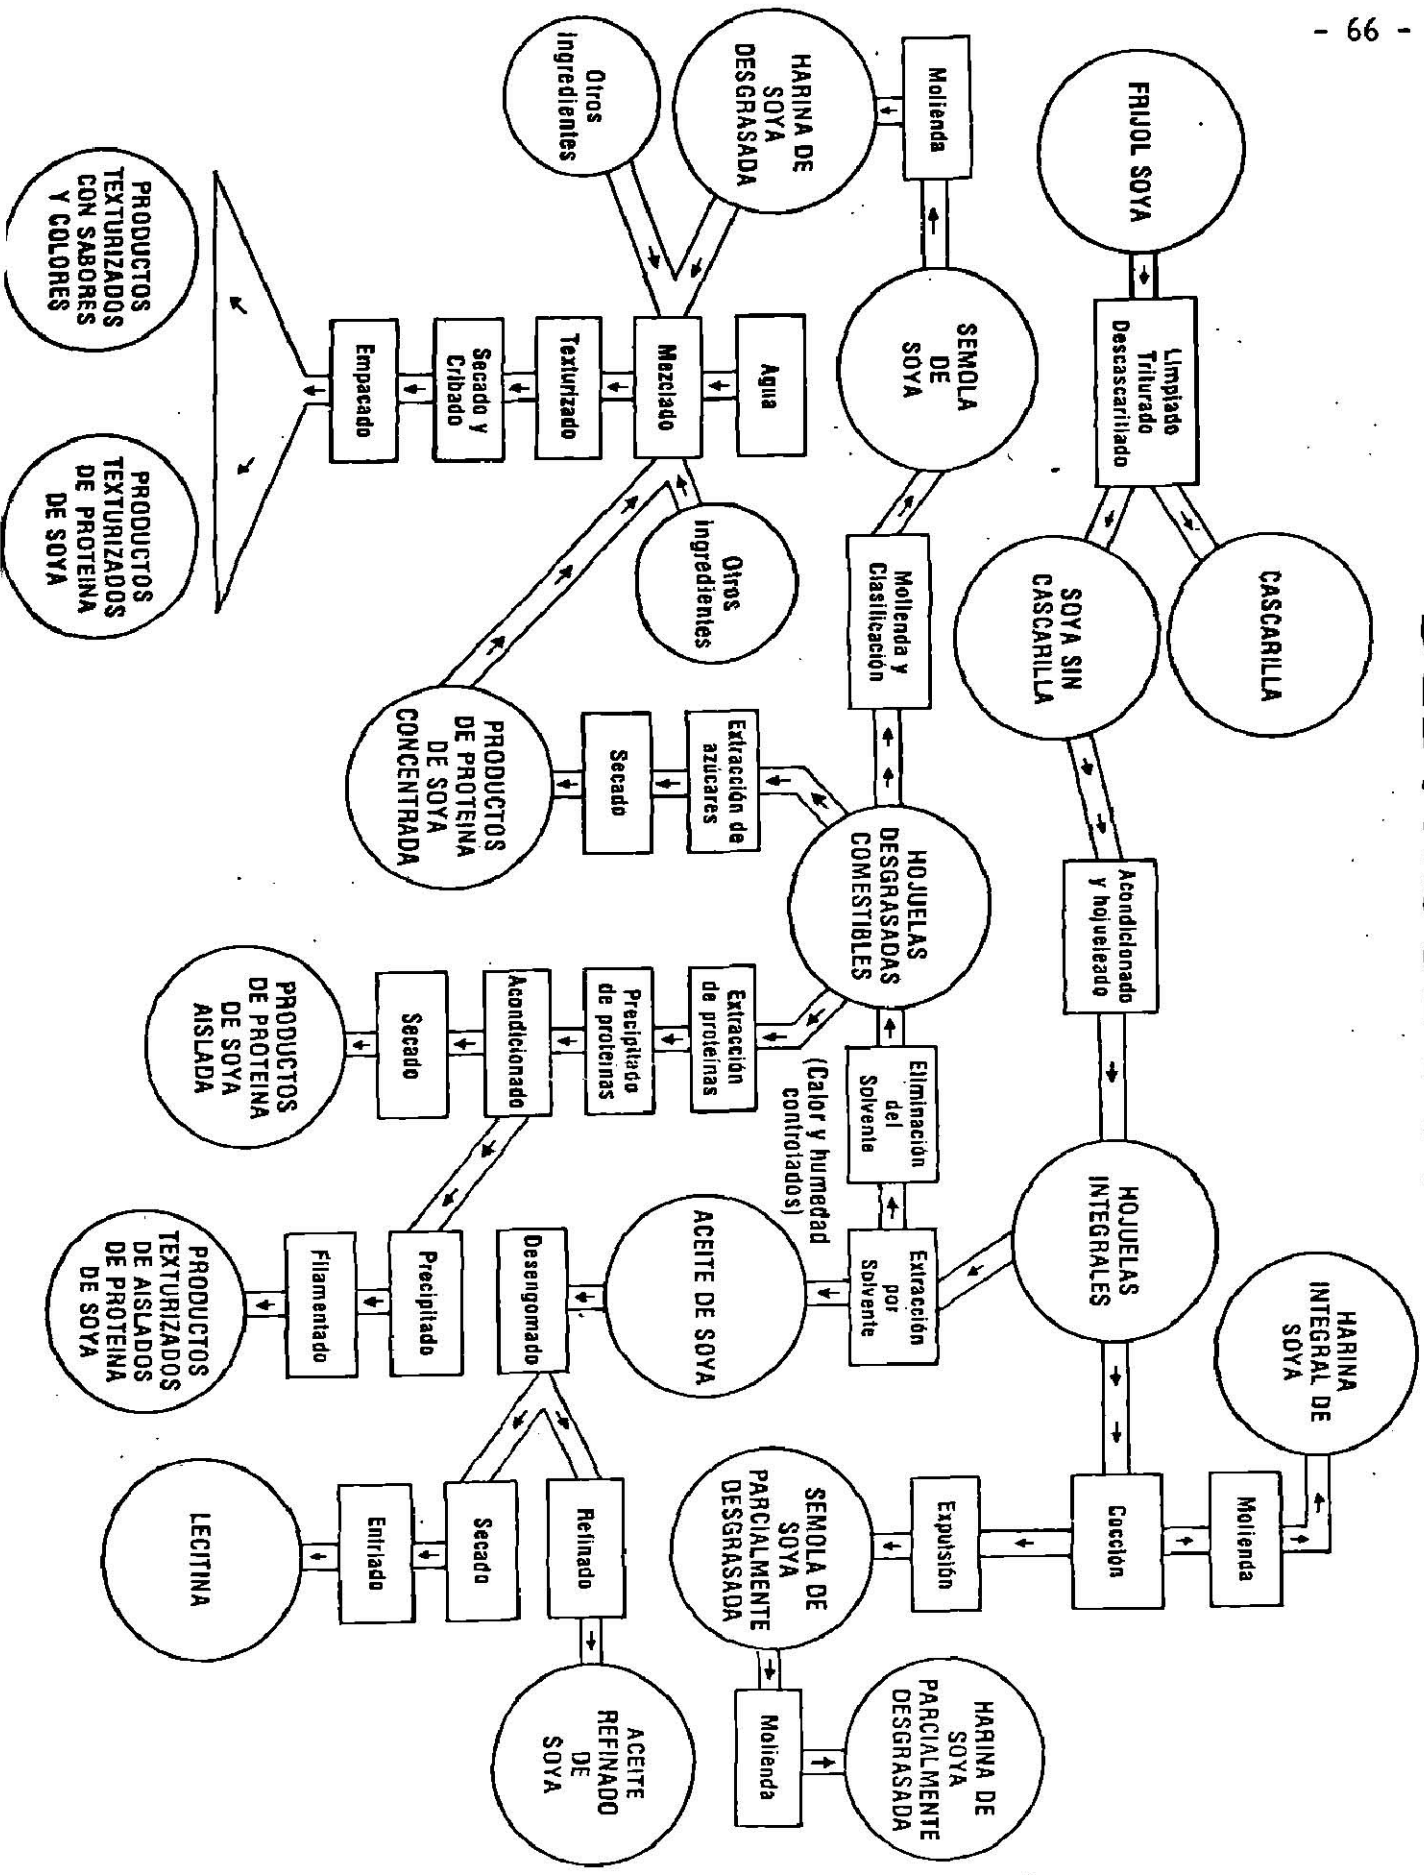 - 66 -
FRIJOL SOYA
Limpiado
Triturado
Descascarillado
CASCARILLA
SOYA SIN
CASCARILLA
Acondicionado
y hojueleado
HOJUELAS
INTEGRALES
HARINA
INTEGRAL DE
SOYA
Molienda
Cocción
Expulsión
SEMOLA DE
SOYA
PARCIALMENTE
DESGRASADA
Molienda
HARINA DE
SOYA
PARCIALMENTE
DESGRASADA
Extracción
por
Solvente
Eliminación
del
Solvente
(Calor y humedad
controlados)
HOJUELAS
DESGRASADAS
COMESTIBLES
Molienda y
Clasificación
SEMOLA
DE
SOYA
Molienda
HARINA DE
SOYA
DESGRASADA
Otros
ingredientes
Agua
Mezclado
Texturizado
Secado y
Cribado
Empacado
PRODUCTOS
TEXTURIZADOS
CON SABORES
Y COLORES
PRODUCTOS
TEXTURIZADOS
DE PROTEINA
DE SOYA
Otros
ingredientes
Extracción de
azúcares
Secado
PRODUCTOS
DE PROTEINA
DE SOYA
CONCENTRADA
Extracción
de proteínas
Precipitado
de proteínas
Acondicionado
Secado
PRODUCTOS
DE PROTEINA
DE SOYA
AISLADA
Precipitado
Filamentado
PRODUCTOS
TEXTURIZADOS
DE AISLADOS
DE PROTEINA
DE SOYA
ACEITE DE SOYA
Desengomado
Refinado
ACEITE
REFINADO
DE
SOYA
Secado
Enfriado
LECITINA